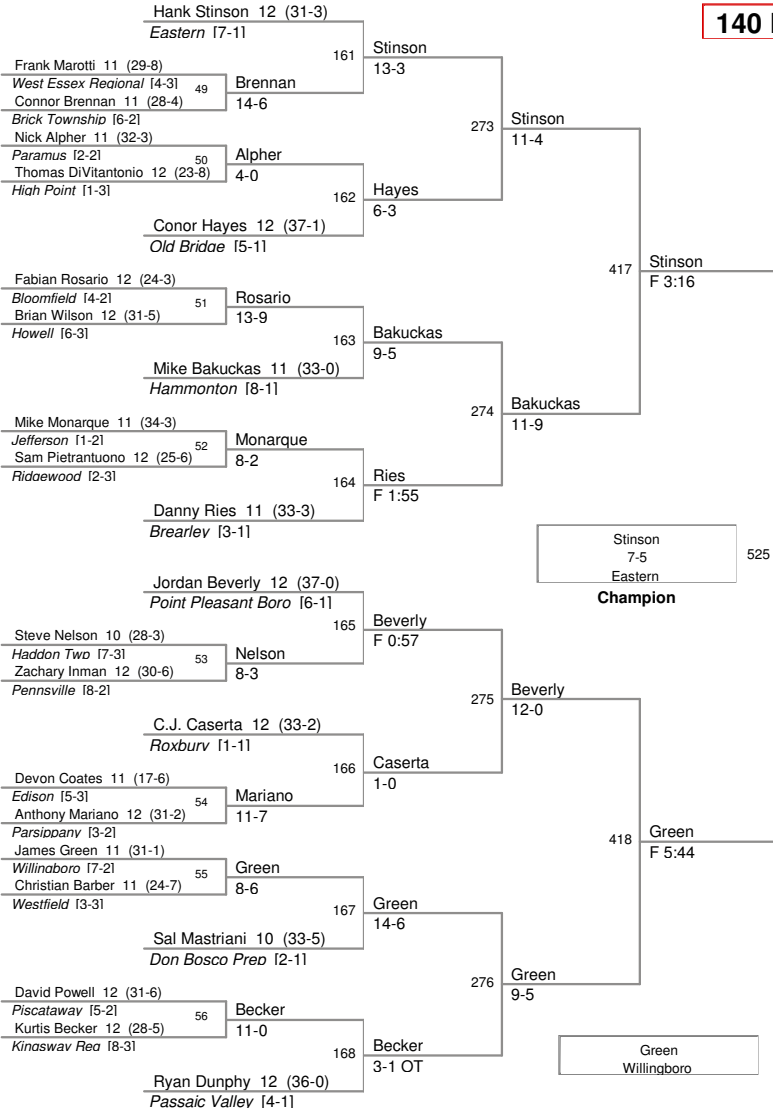 140
Hank Stinson 12 (31-3)
Eastern [7-1]
161
Stinson
13-3
Frank Marotti 11 (29-8)
West Essex Regional [4-3]
49
Brennan
14-6
Connor Brennan 11 (28-4)
Brick Township [6-2]
273
Stinson
11-4
Nick Alpher 11 (32-3)
Paramus [2-2]
50
Alpher
4-0
Thomas DiVitantonio 12 (23-8)
High Point [1-3]
162
Hayes
6-3
Conor Hayes 12 (37-1)
Old Bridge [5-1]
417
Stinson
F 3:16
Fabian Rosario 12 (24-3)
Bloomfield [4-2]
51
Rosario
13-9
Brian Wilson 12 (31-5)
Howell [6-3]
163
Bakuckas
9-5
Mike Bakuckas 11 (33-0)
Hammonton [8-1]
274
Bakuckas
11-9
Mike Monarque 11 (34-3)
Jefferson [1-2]
52
Monarque
8-2
Sam Pietrantuono 12 (25-6)
Ridgewood [2-3]
164
Ries
F 1:55
Danny Ries 11 (33-3)
Brearley [3-1]
Stinson
7-5
Eastern
525
Champion
Jordan Beverly 12 (37-0)
Point Pleasant Boro [6-1]
165
Beverly
F 0:57
Steve Nelson 10 (28-3)
Haddon Twp [7-3]
53
Nelson
8-3
Zachary Inman 12 (30-6)
Pennsville [8-2]
275
Beverly
12-0
C.J. Caserta 12 (33-2)
Roxbury [1-1]
166
Caserta
1-0
Devon Coates 11 (17-6)
Edison [5-3]
54
Mariano
11-7
Anthony Mariano 12 (31-2)
Parsippany [3-2]
418
Green
F 5:44
James Green 11 (31-1)
Willingboro [7-2]
55
Green
8-6
Christian Barber 11 (24-7)
Westfield [3-3]
167
Green
14-6
Sal Mastriani 10 (33-5)
Don Bosco Prep [2-1]
276
Green
9-5
David Powell 12 (31-6)
Piscataway [5-2]
56
Becker
11-0
Kurtis Becker 12 (28-5)
Kingsway Reg [8-3]
168
Becker
3-1 OT
Ryan Dunphy 12 (36-0)
Passaic Valley [4-1]
Green
Willingboro